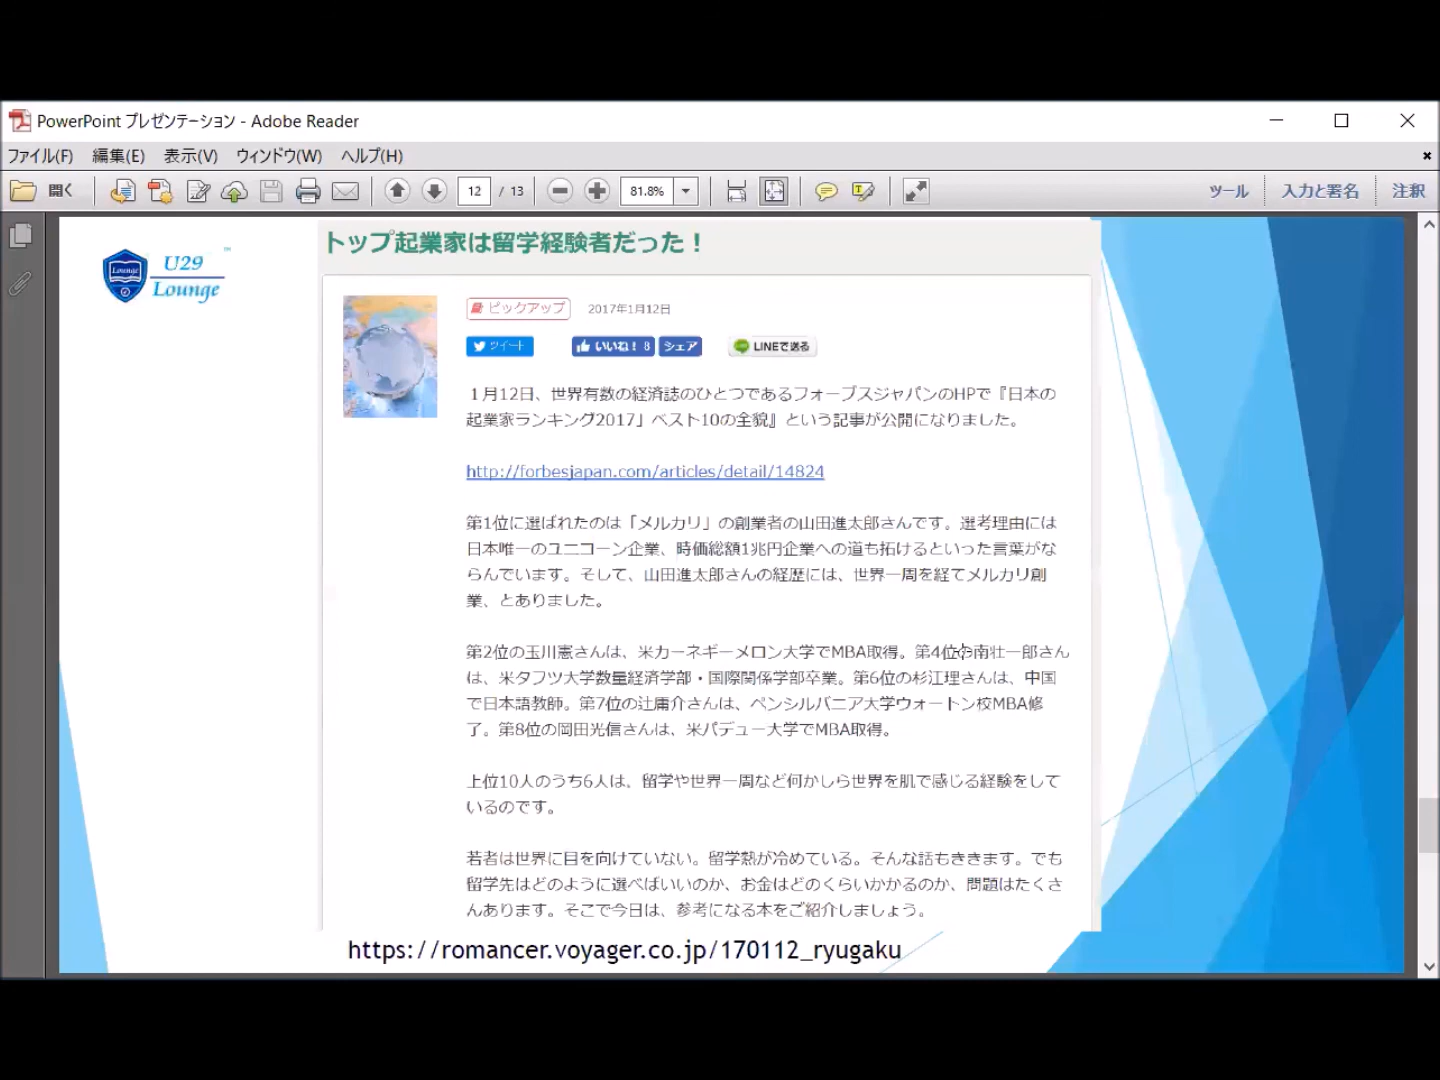 PowerPoint プレゼンテーション - Adobe Reader
ファイル(F) 編集(E) 表示(V) ウィンドウ(W) ヘルプ(H)
開く 12 / 13 81.8% ツール 入力と署名 注釈
U29
Lounge
Lounge
トップ起業家は留学経験者だった！
ピックアップ 2017年1月12日
ツイート いいね！ 8 シェア LINEで送る
１月12日、世界有数の経済誌のひとつであるフォーブスジャパンのHPで『日本の
起業家ランキング2017」ベスト10の全貌』という記事が公開になりました。
http://forbesjapan.com/articles/detail/14824
第1位に選ばれたのは「メルカリ」の創業者の山田進太郎さんです。選考理由には
日本唯一のユニコーン企業、時価総額1兆円企業への道も拓けるといった言葉がな
らんでいます。そして、山田進太郎さんの経歴には、世界一周を経てメルカリ創
業、とありました。
第2位の玉川憲さんは、米カーネギーメロン大学でMBA取得。第4位の南壮一郎さん
は、米タフツ大学数量経済学部・国際関係学部卒業。第6位の杉江理さんは、中国
で日本語教師。第7位の辻庸介さんは、ペンシルバニア大学ウォートン校MBA修
了。第8位の岡田光信さんは、米パデュー大学でMBA取得。
上位10人のうち6人は、留学や世界一周など何かしら世界を肌で感じる経験をして
いるのです。
若者は世界に目を向けていない。留学熱が冷めている。そんな話もききます。でも
留学先はどのように選べばいいのか、お金はどのくらいかかるのか、問題はたくさ
んあります。そこで今日は、参考になる本をご紹介しましょう。
https://romancer.voyager.co.jp/170112_ryugaku